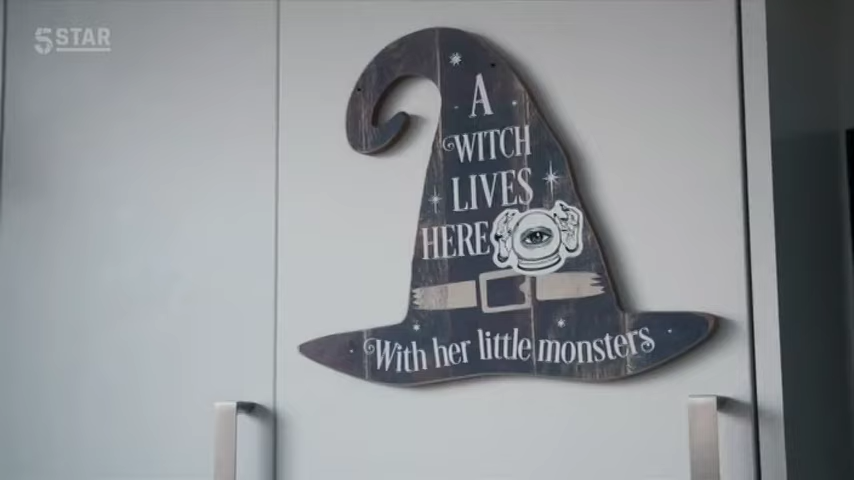 5STAR
A
WITCH
LIVES
HERE
With her little monsters